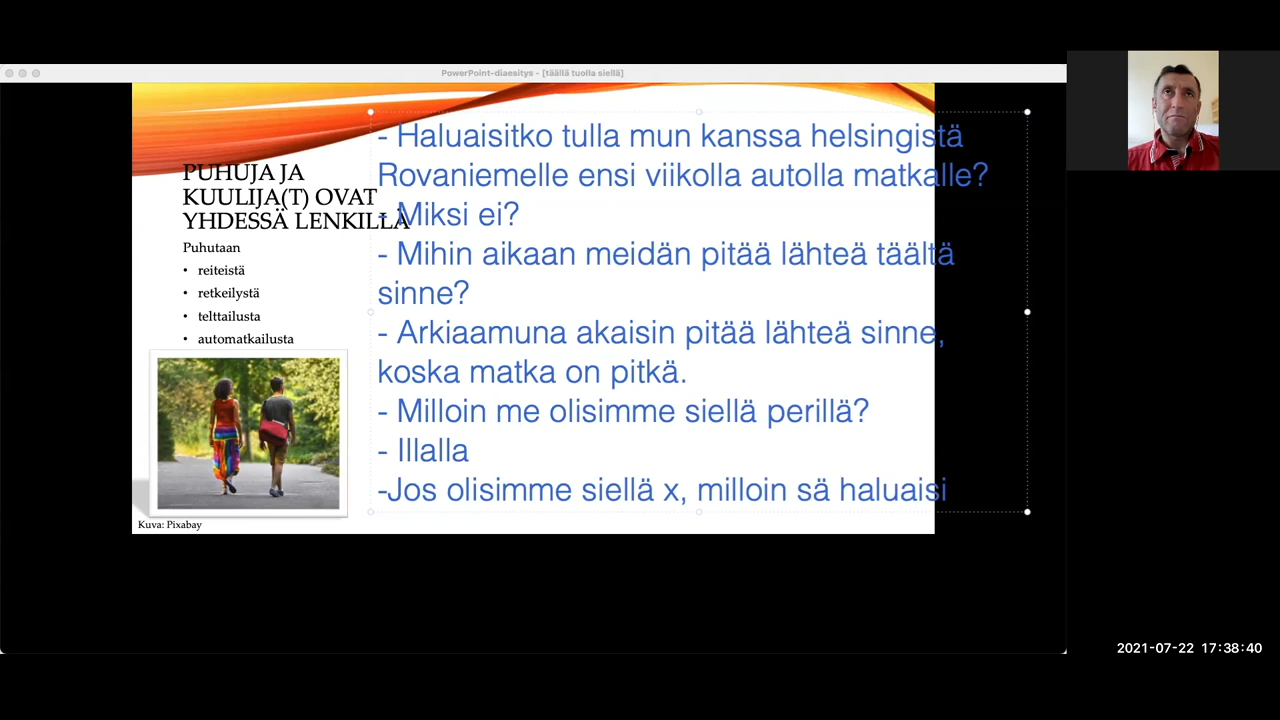 PowerPoint-diaesitys - [täällä tuolla siellä]
PUHUJA JA
KUULIJA(T) OVAT
YHDESSÄ LENKILLÄ
Puhutaan
• reiteistä
• retkeilystä
• telttailusta
• automatkailusta
Kuva: Pixabay
- Haluaisitko tulla mun kanssa helsingistä
Rovaniemelle ensi viikolla autolla matkalle?
- Miksi ei?
- Mihin aikaan meidän pitää lähteä täältä
sinne?
- Arkiaamuna akaisin pitää lähteä sinne,
koska matka on pitkä.
- Milloin me olisimme siellä perillä?
- Illalla
-Jos olisimme siellä x, milloin sä haluaisi
2021-07-22 17:38:40